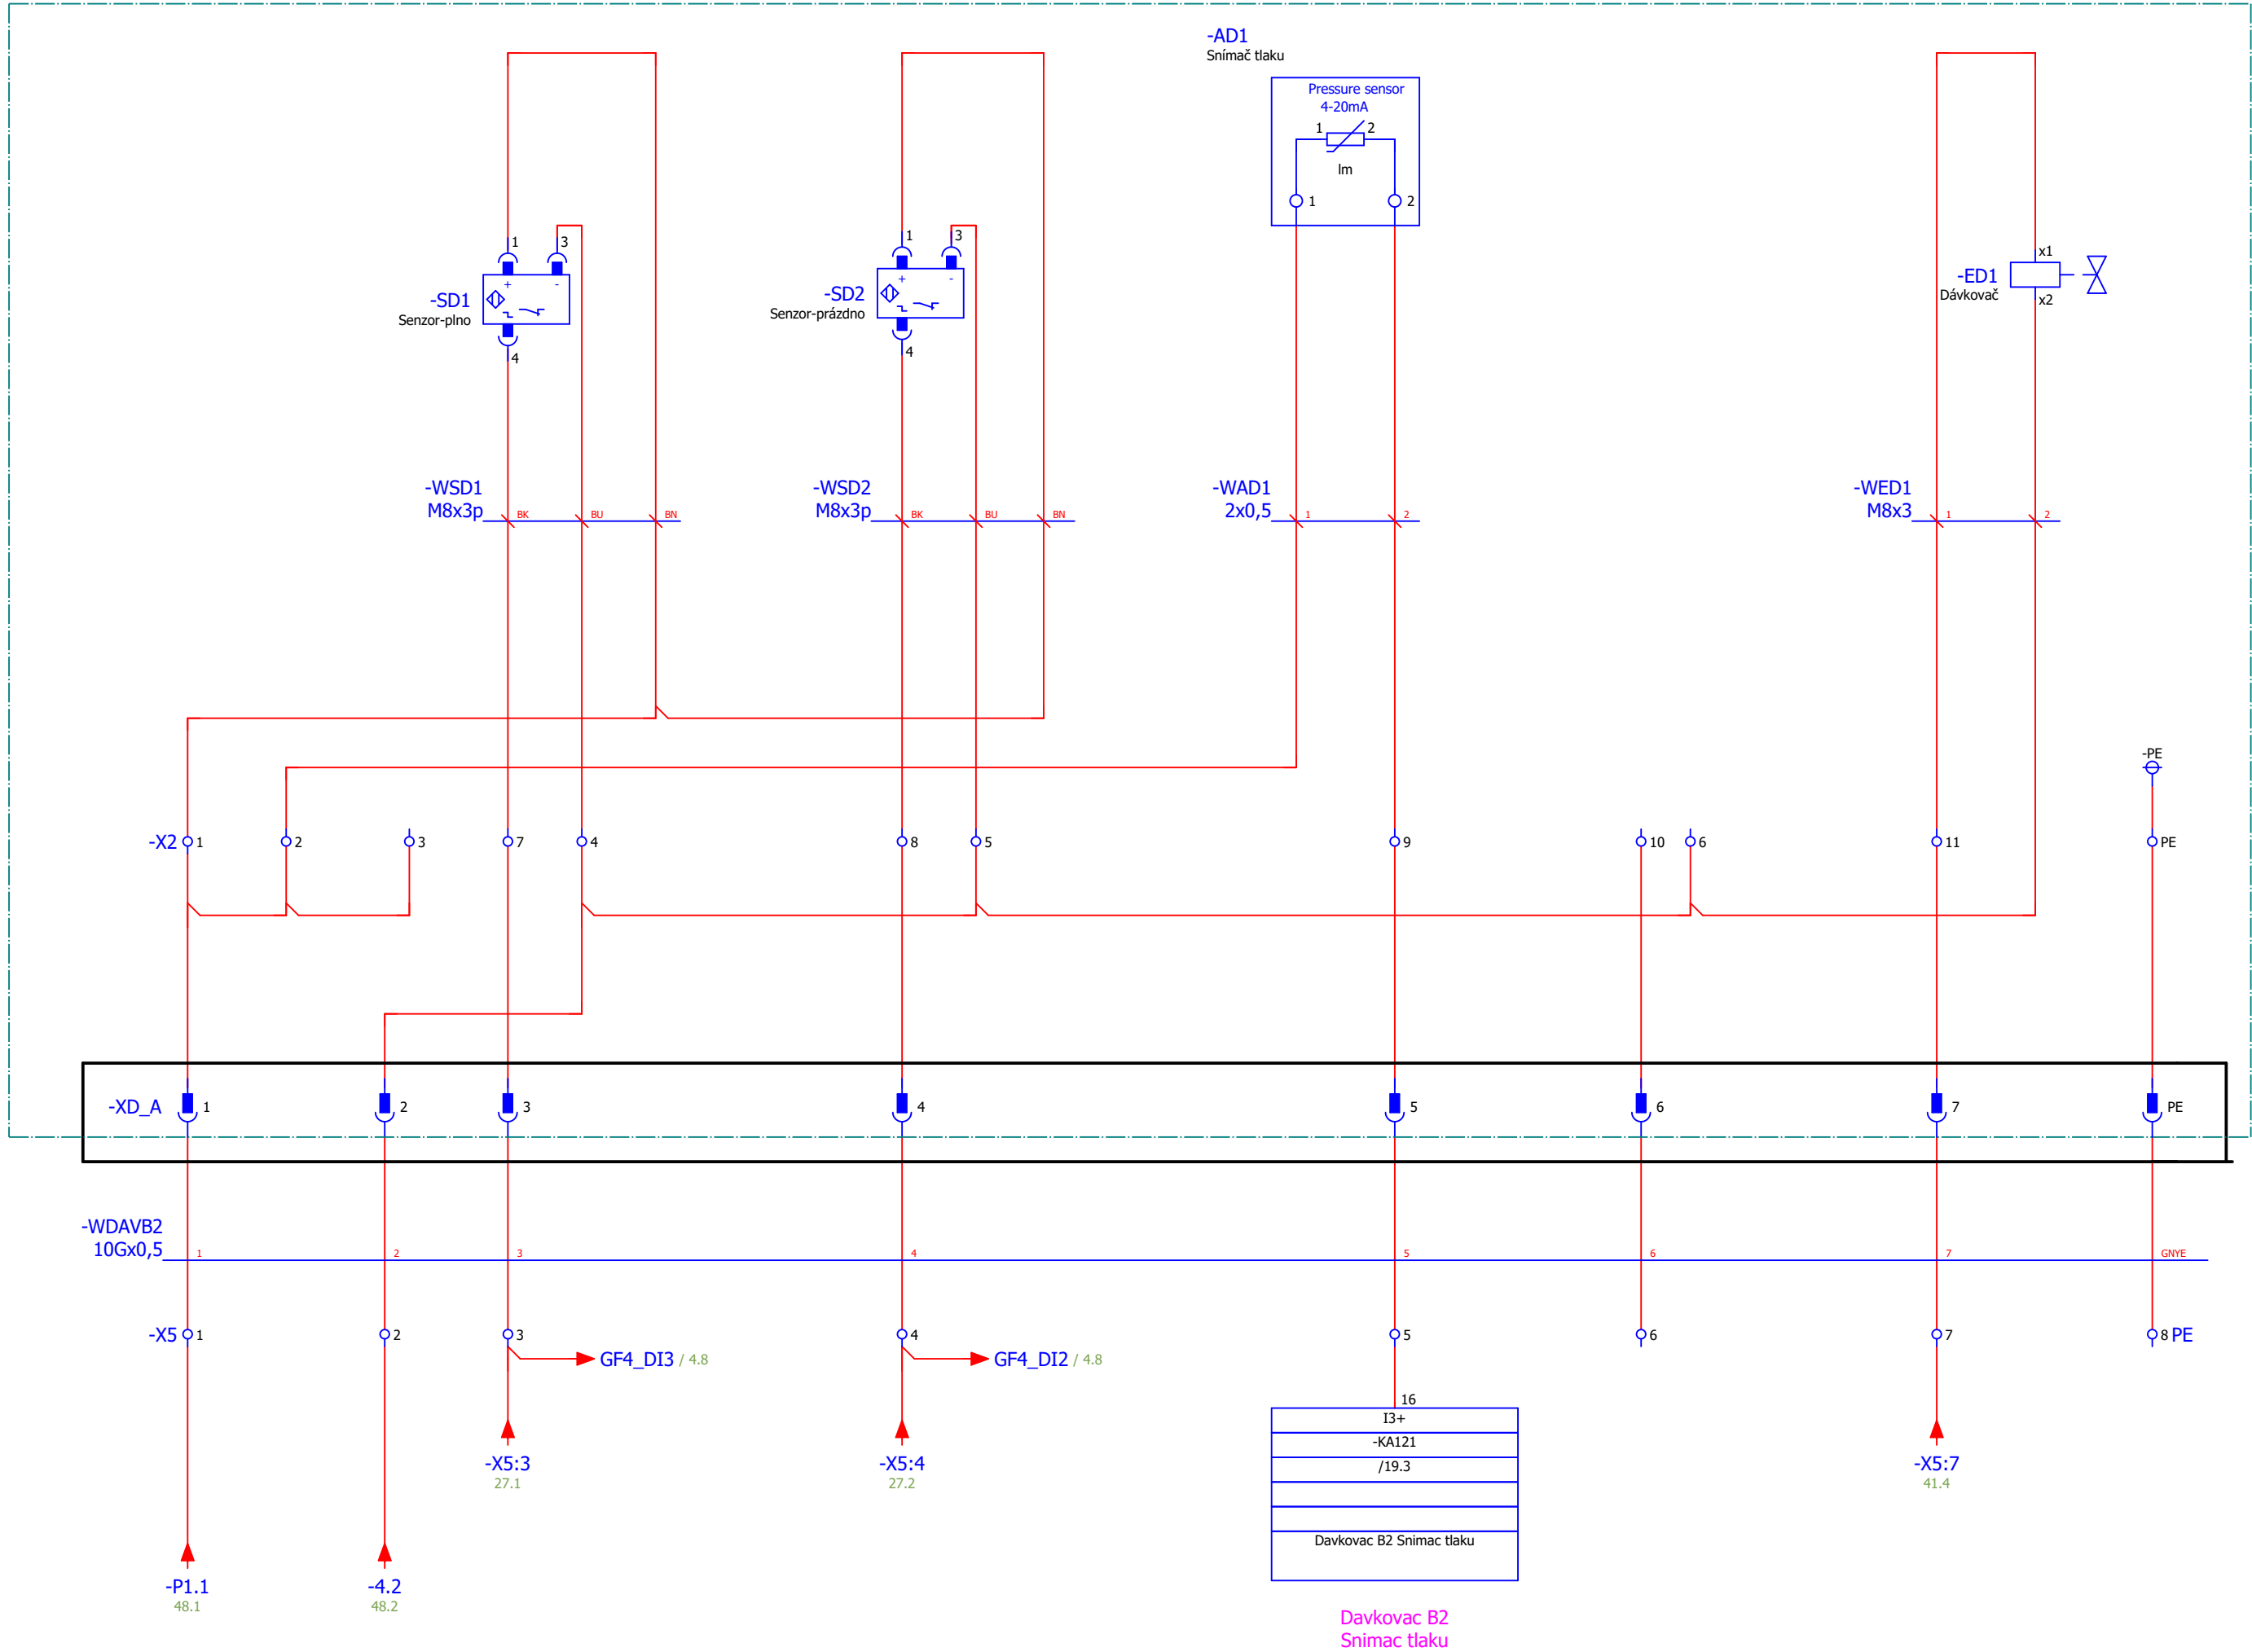 -AD1
Snímač tlaku
Pressure sensor
4-20mA
1 2
Im
1 2
1 3
+ -
-SD1
Senzor-plno
4
1 3
+ -
-SD2
Senzor-prázdno
4
x1
-ED1
Dávkovač
x2
-WSD1
M8x3p
BK BU BN
-WSD2
M8x3p
BK BU BN
-WAD1
2x0,5
1 2
-WED1
M8x3
1 2
-PE
-X2 1 2 3 7 4 8 5 9 10 6 11 PE
-XD_A 1 2 3 4 5 6 7 PE
-WDAVB2
10Gx0,5
1 2 3 4 5 6 7 GNYE
-X5 1 2 3 4 5 6 7 8 PE
GF4_DI3 / 4.8
GF4_DI2 / 4.8
16
I3+
-KA121
/19.3
Davkovac B2 Snimac tlaku
-X5:3
27.1
-X5:4
27.2
-X5:7
41.4
-P1.1
48.1
-4.2
48.2
Davkovac B2
Snimac tlaku